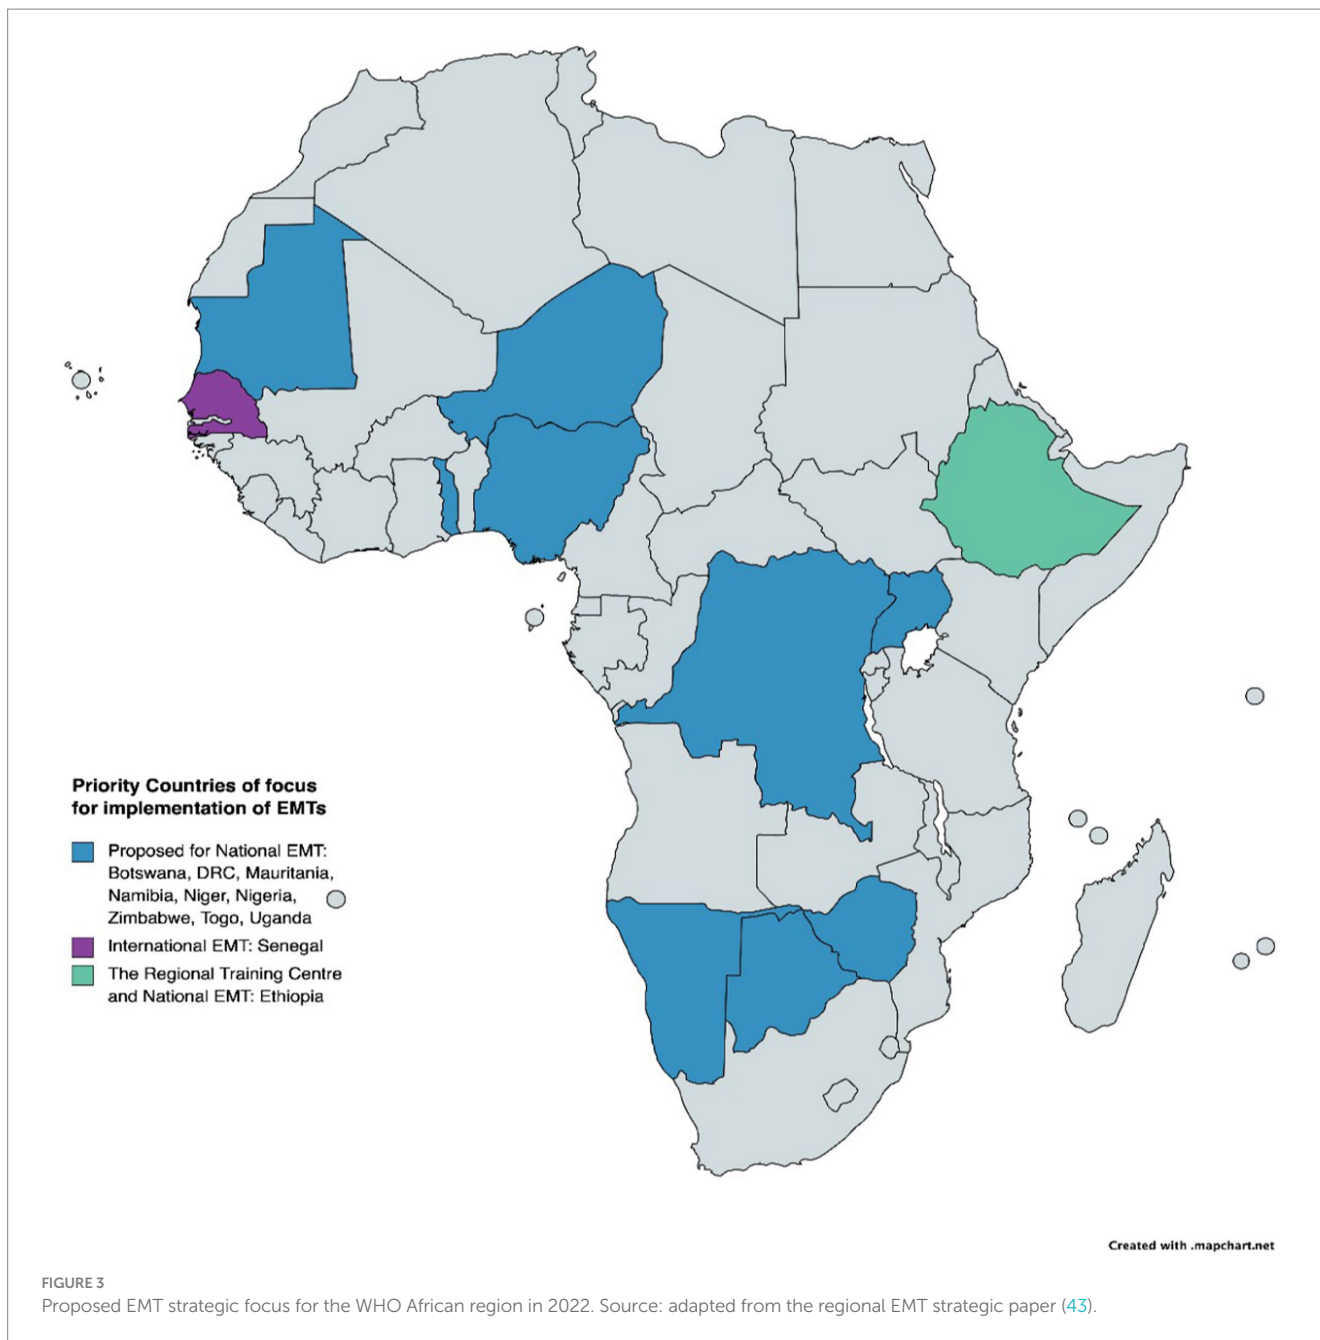 Priority Countries of focus
for implementation of EMTs
Proposed for National EMT:
Botswana, DRC, Mauritania,
Namibia, Niger, Nigeria,
Zimbabwe, Togo, Uganda
International EMT: Senegal
The Regional Training Centre
and National EMT: Ethiopia
Created with .mapchart.net
FIGURE 3
Proposed EMT strategic focus for the WHO African region in 2022. Source: adapted from the regional EMT strategic paper (43).